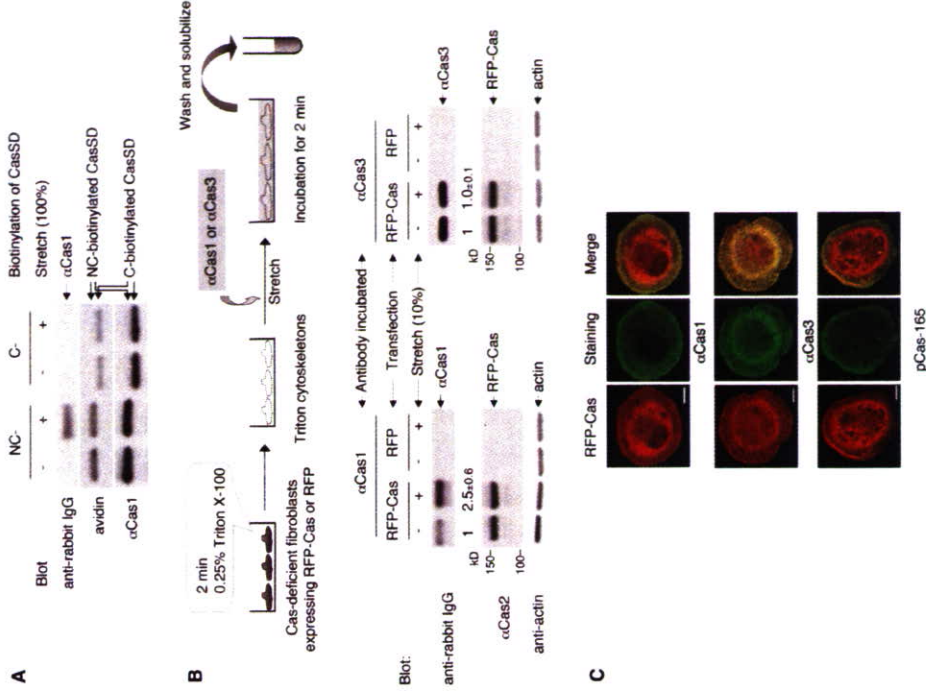 A
NC- C- Biotinylation of CasSD
- + - + Stretch (100%)
Blot
anti-rabbit IgG αCas1
avidin NC-biotinylated CasSD
αCas1 C-biotinylated CasSD
B
2 min
0.25% Triton X-100
αCas1 or αCas3
Wash and solubilize
Stretch
Cas-deficient fibroblasts
expressing RFP-Cas or RFP
Triton cytoskeletons
Incubation for 2 min
αCas1 Antibody incubated αCas3
RFP-Cas RFP Transfection RFP-Cas RFP
- + - + Stretch (10%) - + - +
Blot:
anti-rabbit IgG αCas1 αCas3
1 2.5±0.6 1 1.0±0.1
kD kD
150– RFP-Cas 150– RFP-Cas
αCas2
100– 100–
anti-actin actin actin
C
RFP-Cas Staining Merge
αCas1
αCas3
pCas-165